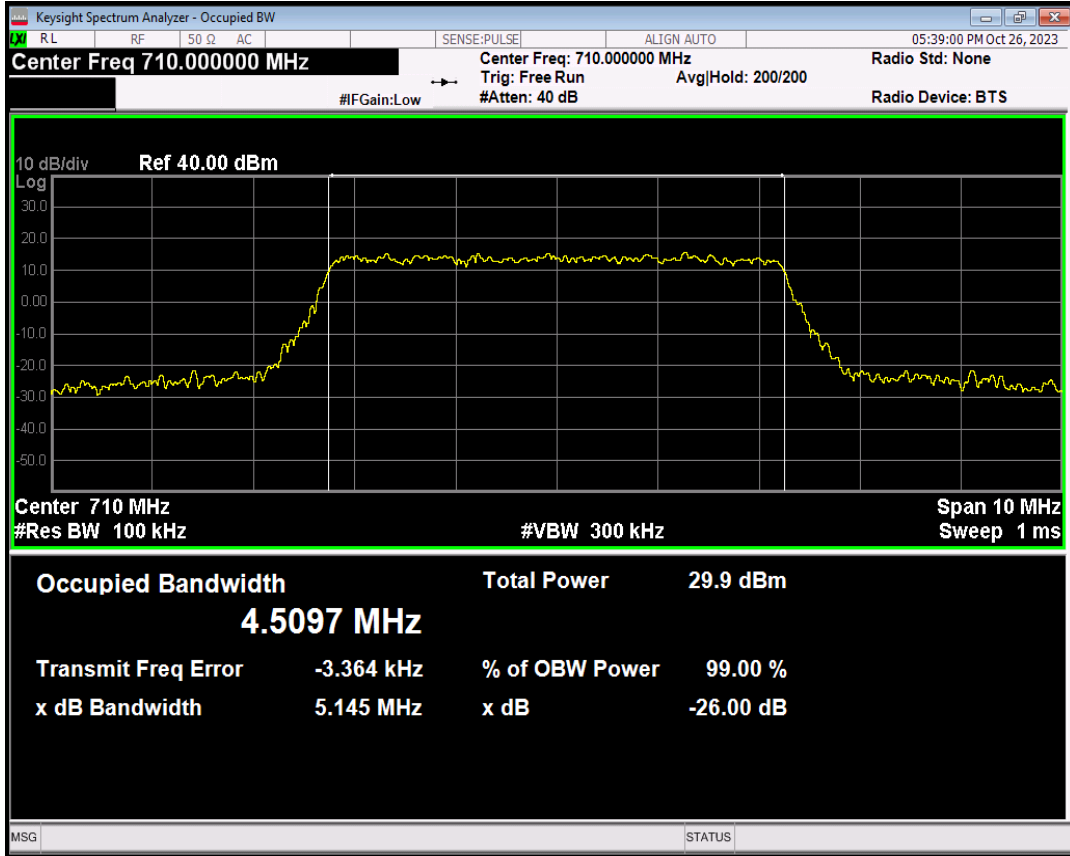 Keysight Spectrum Analyzer - Occupied BW
LXI RL RF 50 Ω AC SENSE:PULSE ALIGN AUTO 05:39:00 PM Oct 26, 2023
Center Freq 710.000000 MHz
Center Freq: 710.000000 MHz Radio Std: None
Trig: Free Run Avg|Hold: 200/200
#IFGain:Low #Atten: 40 dB Radio Device: BTS
10 dB/div Ref 40.00 dBm
Log
30.0
20.0
10.0
0.00
-10.0
-20.0
-30.0
-40.0
-50.0
Center 710 MHz Span 10 MHz
#Res BW 100 kHz #VBW 300 kHz Sweep 1 ms
Occupied Bandwidth Total Power 29.9 dBm
4.5097 MHz
Transmit Freq Error -3.364 kHz % of OBW Power 99.00 %
x dB Bandwidth 5.145 MHz x dB -26.00 dB
MSG STATUS